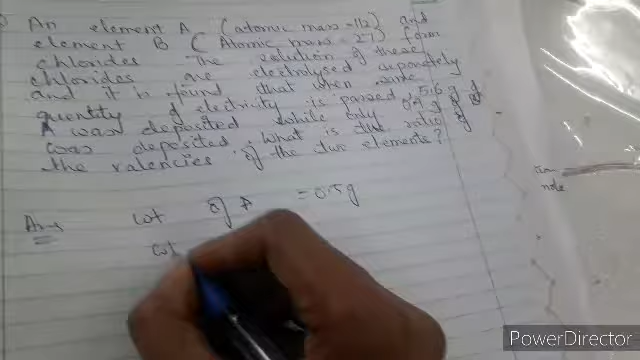 An element A (atomic mass=112) and
element B (Atomic mass=27) form
chlorides The solution of these
chlorides are electrolysed separately
and it is found that when same
quantity of electricity is passed, 5.6 g of
A was deposited while only 0.9 g of
was deposited. What is the ratio of
the valencies of the two elements?
Ans wt of A =
wt
PowerDirector